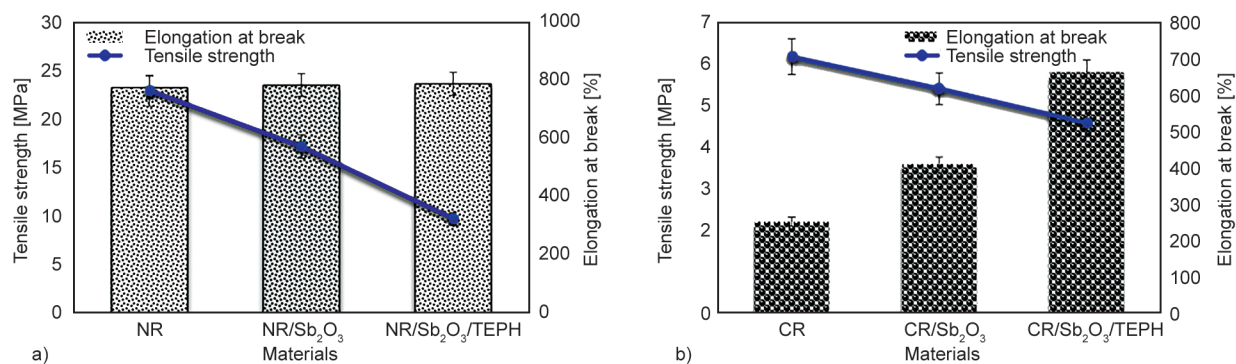 30
25
20
15
10
5
0
Tensile strength [MPa]
Elongation at break
Tensile strength
1000
800
600
400
200
0
Elongation at break [%]
NR
NR/Sb₂O₃
NR/Sb₂O₃/TEPH
Materials
a)
7
6
5
4
3
2
0
Tensile strength [MPa]
Elongation at break
Tensile strength
800
700
600
500
400
300
200
100
0
Elongation at break [%]
CR
CR/Sb₂O₃
CR/Sb₂O₃/TEPH
Materials
b)